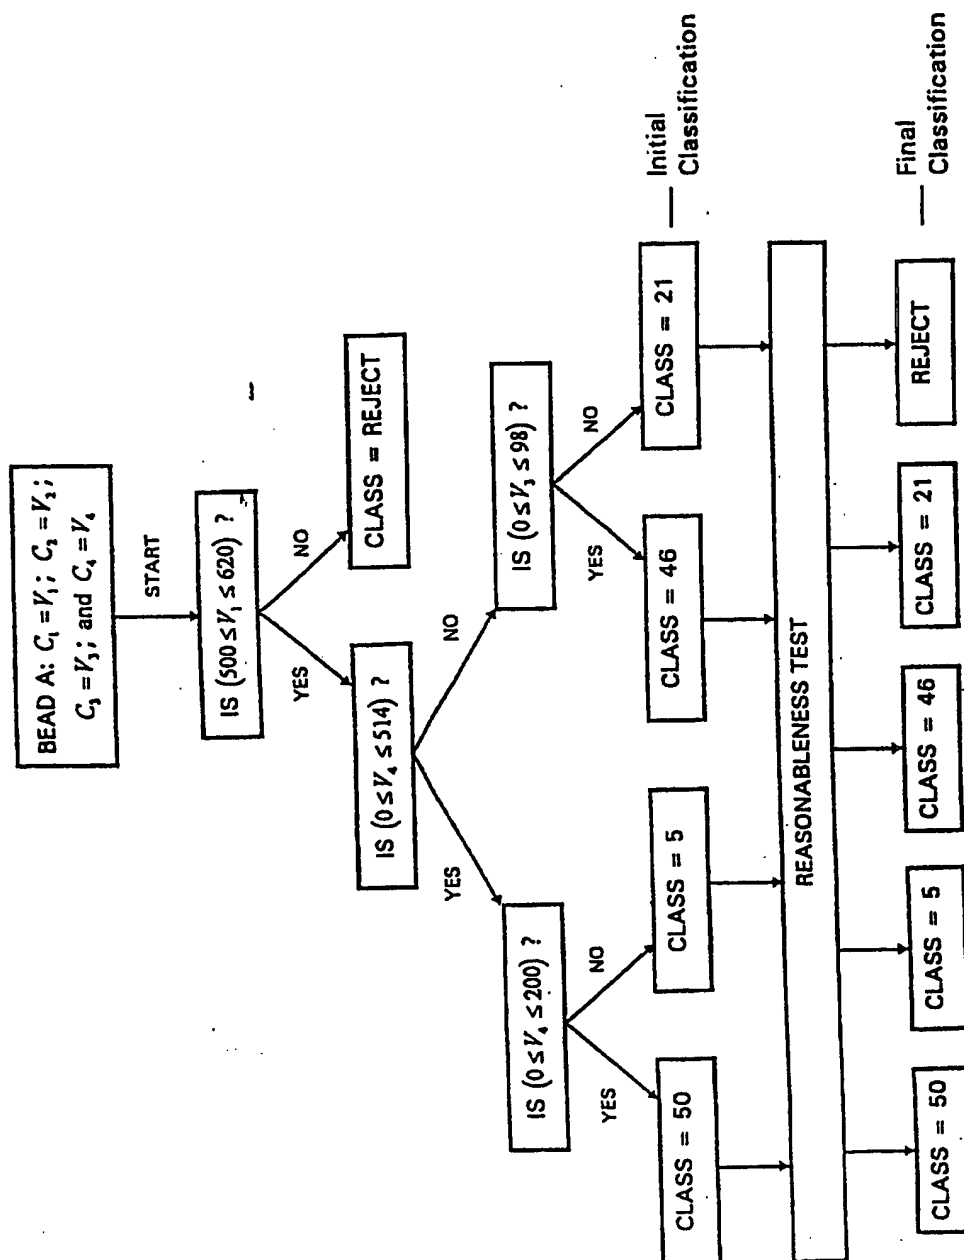 BEAD A: C₁ = V₁; C₂ = V₂;
C₃ = V₃; and C₄ = V₄
START
IS (500 ≤ V₁ ≤ 620) ?
YES
NO
CLASS = REJECT
IS (0 ≤ V₄ ≤ 514) ?
YES
NO
IS (0 ≤ V₄ ≤ 200) ?
IS (0 ≤ V₃ ≤ 98) ?
YES
NO
YES
NO
CLASS = 50
CLASS = 5
CLASS = 46
CLASS = 21
Initial
Classification
REASONABLENESS TEST
CLASS = 50
CLASS = 5
CLASS = 46
CLASS = 21
REJECT
Final
Classification